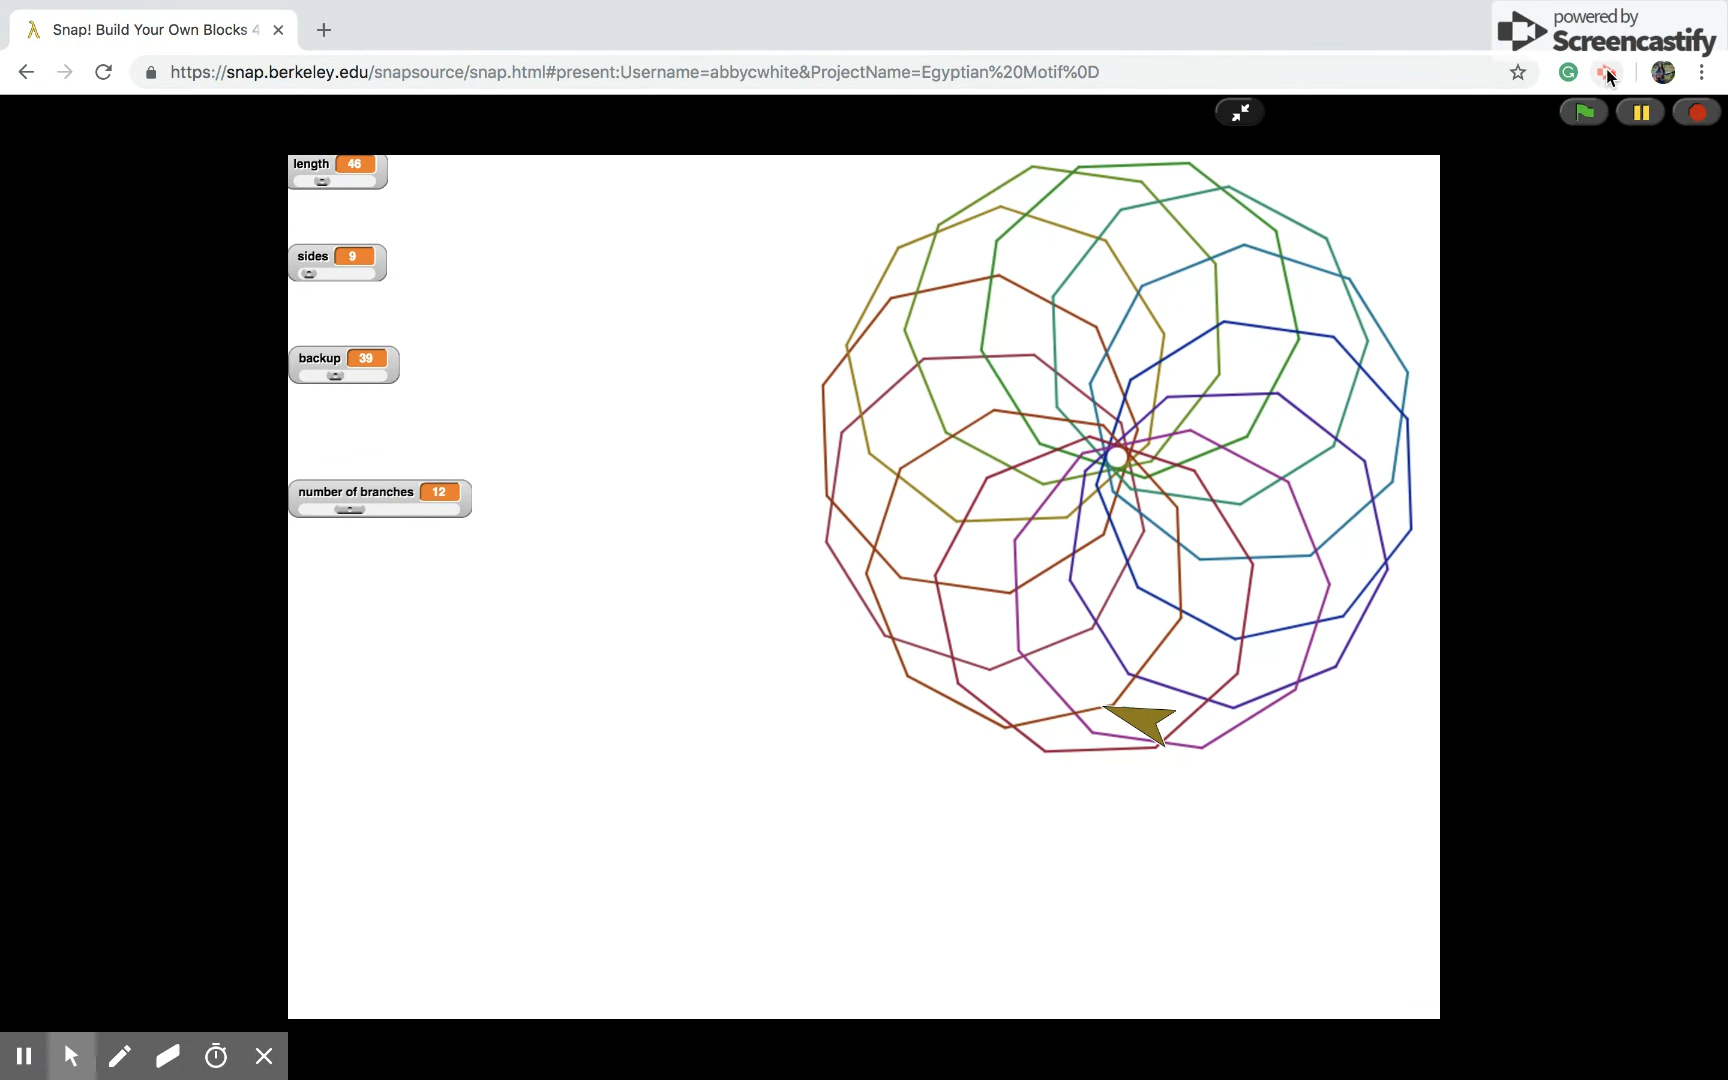 Snap! Build Your Own Blocks 4
powered by
Screencastify
https://snap.berkeley.edu/snapsource/snap.html#present:Username=abbycwhite&ProjectName=Egyptian%20Motif%0D
length 46
sides 9
backup 39
number of branches 12